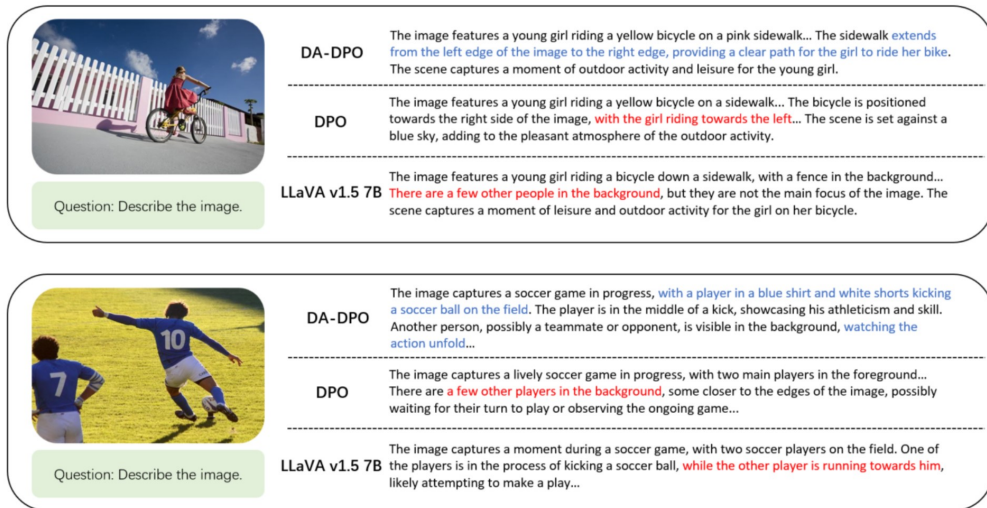 DA-DPO
The image features a young girl riding a yellow bicycle on a pink sidewalk... The sidewalk extends
from the left edge of the image to the right edge, providing a clear path for the girl to ride her bike.
The scene captures a moment of outdoor activity and leisure for the young girl.
DPO
The image features a young girl riding a yellow bicycle on a sidewalk... The bicycle is positioned
towards the right side of the image, with the girl riding towards the left... The scene is set against a
blue sky, adding to the pleasant atmosphere of the outdoor activity.
LLaVA v1.5 7B
The image features a young girl riding a bicycle down a sidewalk, with a fence in the background...
There are a few other people in the background, but they are not the main focus of the image. The
scene captures a moment of leisure and outdoor activity for the girl on her bicycle.
Question: Describe the image.
DA-DPO
The image captures a soccer game in progress, with a player in a blue shirt and white shorts kicking
a soccer ball on the field. The player is in the middle of a kick, showcasing his athleticism and skill.
Another person, possibly a teammate or opponent, is visible in the background, watching the
action unfold...
10
7
DPO
The image captures a lively soccer game in progress, with two main players in the foreground...
There are a few other players in the background, some closer to the edges of the image, possibly
waiting for their turn to play or observing the ongoing game...
LLaVA v1.5 7B
The image captures a moment during a soccer game, with two soccer players on the field. One of
the players is in the process of kicking a soccer ball, while the other player is running towards him,
likely attempting to make a play...
Question: Describe the image.